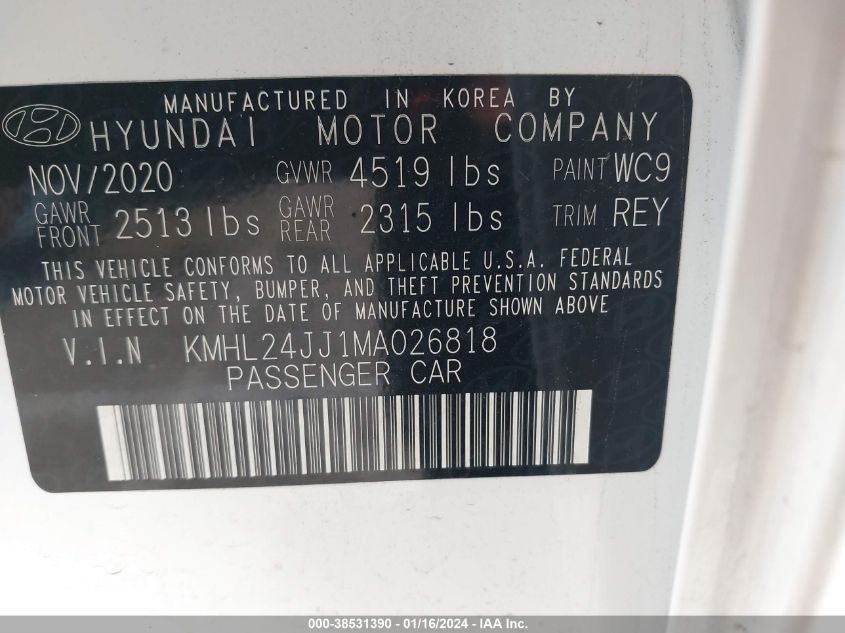 MANUFACTURED IN KOREA BY
HYUNDAI MOTOR COMPANY
NOV/2020 GVWR 4519 lbs PAINT WC9
GAWR FRONT 2513 lbs GAWR REAR 2315 lbs TRIM REY
THIS VEHICLE CONFORMS TO ALL APPLICABLE U.S.A. FEDERAL
MOTOR VEHICLE SAFETY, BUMPER, AND THEFT PREVENTION STANDARDS
IN EFFECT ON THE DATE OF MANUFACTURE SHOWN ABOVE
V.I.N KMHL24JJ1MA026818
PASSENGER CAR
000-38531390 - 01/16/2024 - IAA Inc.